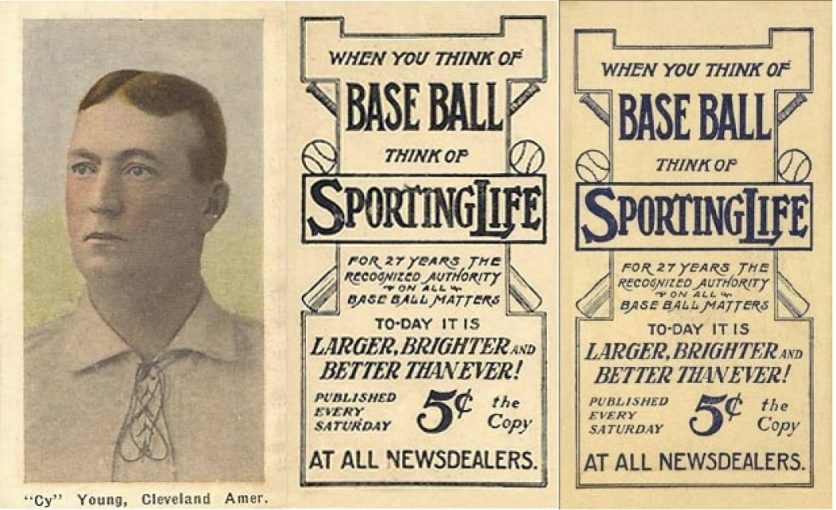 "Cy" Young, Cleveland Amer.
WHEN YOU THINK OF
BASE BALL
THINK OF
SPORTING LIFE
FOR 27 YEARS THE
RECOGNIZED AUTHORITY
ON ALL
BASE BALL MATTERS
TO-DAY IT IS
LARGER, BRIGHTER AND
BETTER THAN EVER!
PUBLISHED
EVERY
SATURDAY
5¢
the
Copy
AT ALL NEWSDEALERS.
WHEN YOU THINK OF
BASE BALL
THINK OF
SPORTING LIFE
FOR 27 YEARS THE
RECOGNIZED AUTHORITY
ON ALL
BASE BALL MATTERS
TO-DAY IT IS
LARGER, BRIGHTER AND
BETTER THAN EVER!
PUBLISHED
EVERY
SATURDAY
5¢
the
Copy
AT ALL NEWSDEALERS.